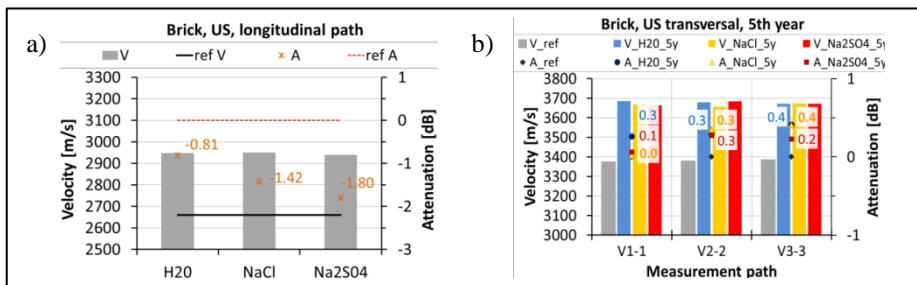 a)
Brick, US, longitudinal path
V
ref V
A
ref A
3300
3200
3100
3000
2900
2800
2700
2600
2500
Velocity [m/s]
-0.81
-1.42
-1.80
1
0
-1
-2
-3
Attenuation [dB]
H20 NaCl Na2S04
b)
Brick, US transversal, 5th year
V_ref V_H20_5y V_NaCl_5y V_Na2SO4_5y
A_ref A_H20_5y A_NaCl_5y A_Na2SO4_5y
3800
3700
3600
3500
3400
3300
3200
3100
3000
Velocity [m/s]
0.3
0.1
0.0
0.3 0.3
0.3
0.4 0.4
0.2
1
0
-1
Attenuation [dB]
V1-1 V2-2 V3-3
Measurement path